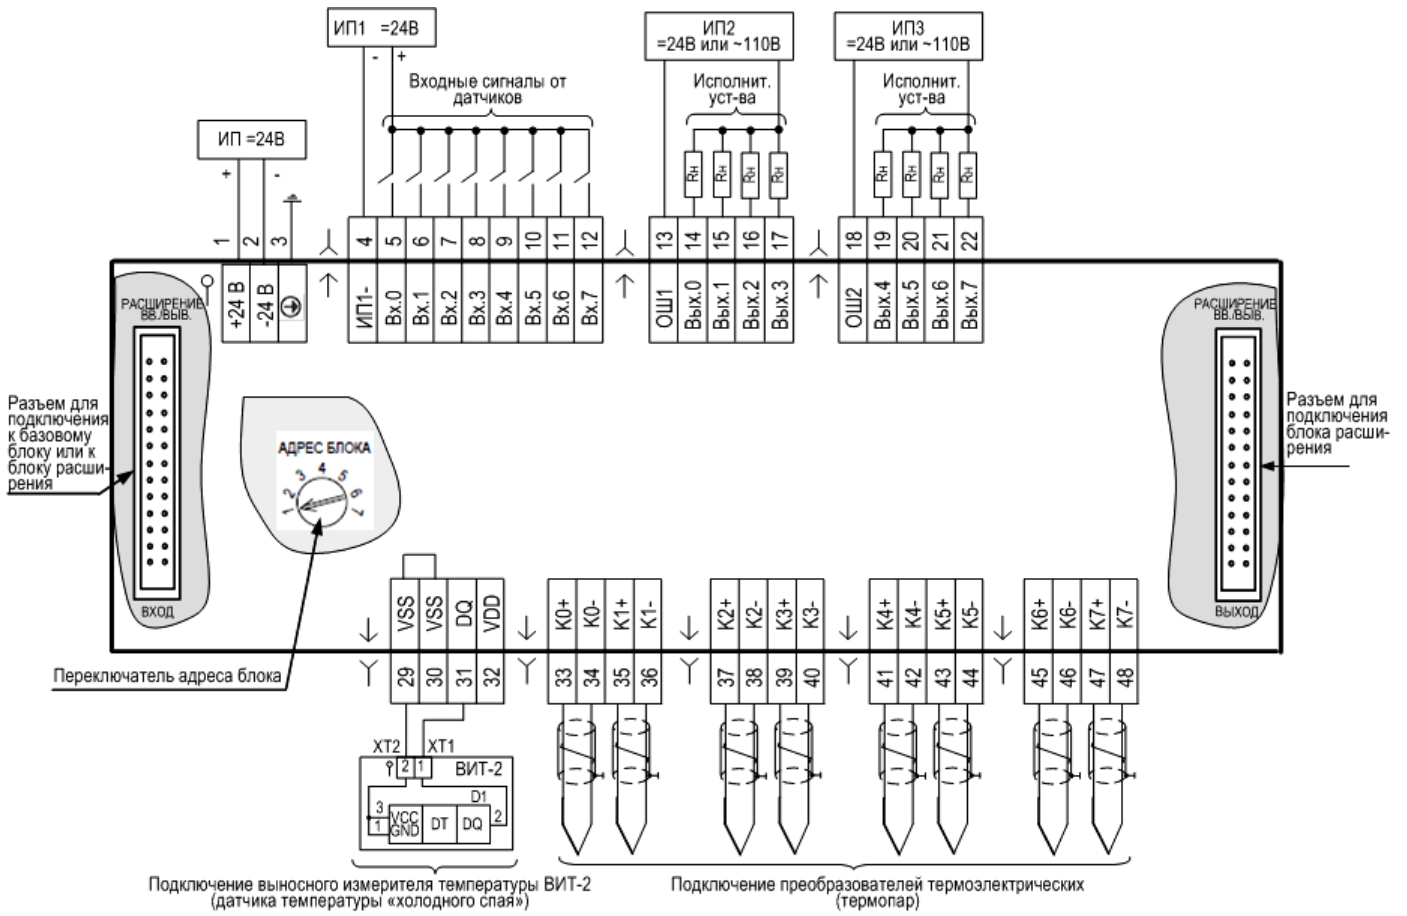 ИП1 =24В
- +
ИП2
=24В или ~110В
ИП3
=24В или ~110В
Входные сигналы от
датчиков
Исполнит.
уст-ва
Исполнит.
уст-ва
ИП =24В
+ -
Rн Rн Rн Rн
Rн Rн Rн Rн
1 2 3
4 5 6 7 8 9 10 11 12
13 14 15 16 17
18 19 20 21 22
+24 В
-24 В
ИП1-
Вх.0
Вх.1
Вх.2
Вх.3
Вх.4
Вх.5
Вх.6
Вх.7
ОШ1
Вых.0
Вых.1
Вых.2
Вых.3
ОШ2
Вых.4
Вых.5
Вых.6
Вых.7
РАСШИРЕНИЕ
ВВ./ВЫВ.
РАСШИРЕНИЕ
ВВ./ВЫВ.
Разъем для
подключения
к базовому
блоку или к
блоку расши-
рения
Разъем для
подключения
блока расши-
рения
АДРЕС БЛОКА
1 2 3 4 5 6 7
ВХОД
ВЫХОД
Переключатель адреса блока
VSS
VSS
DQ
VDD
K0+
K0-
K1+
K1-
K2+
K2-
K3+
K3-
K4+
K4-
K5+
K5-
K6+
K6-
K7+
K7-
29 30 31 32
33 34 35 36
37 38 39 40
41 42 43 44
45 46 47 48
XT2 XT1
2 1 ВИТ-2
D1
3
1
VCC
GND
DT
DQ
2
Подключение выносного измерителя температуры ВИТ-2
(датчика температуры «холодного спая»)
Подключение преобразователей термоэлектрических
(термопар)